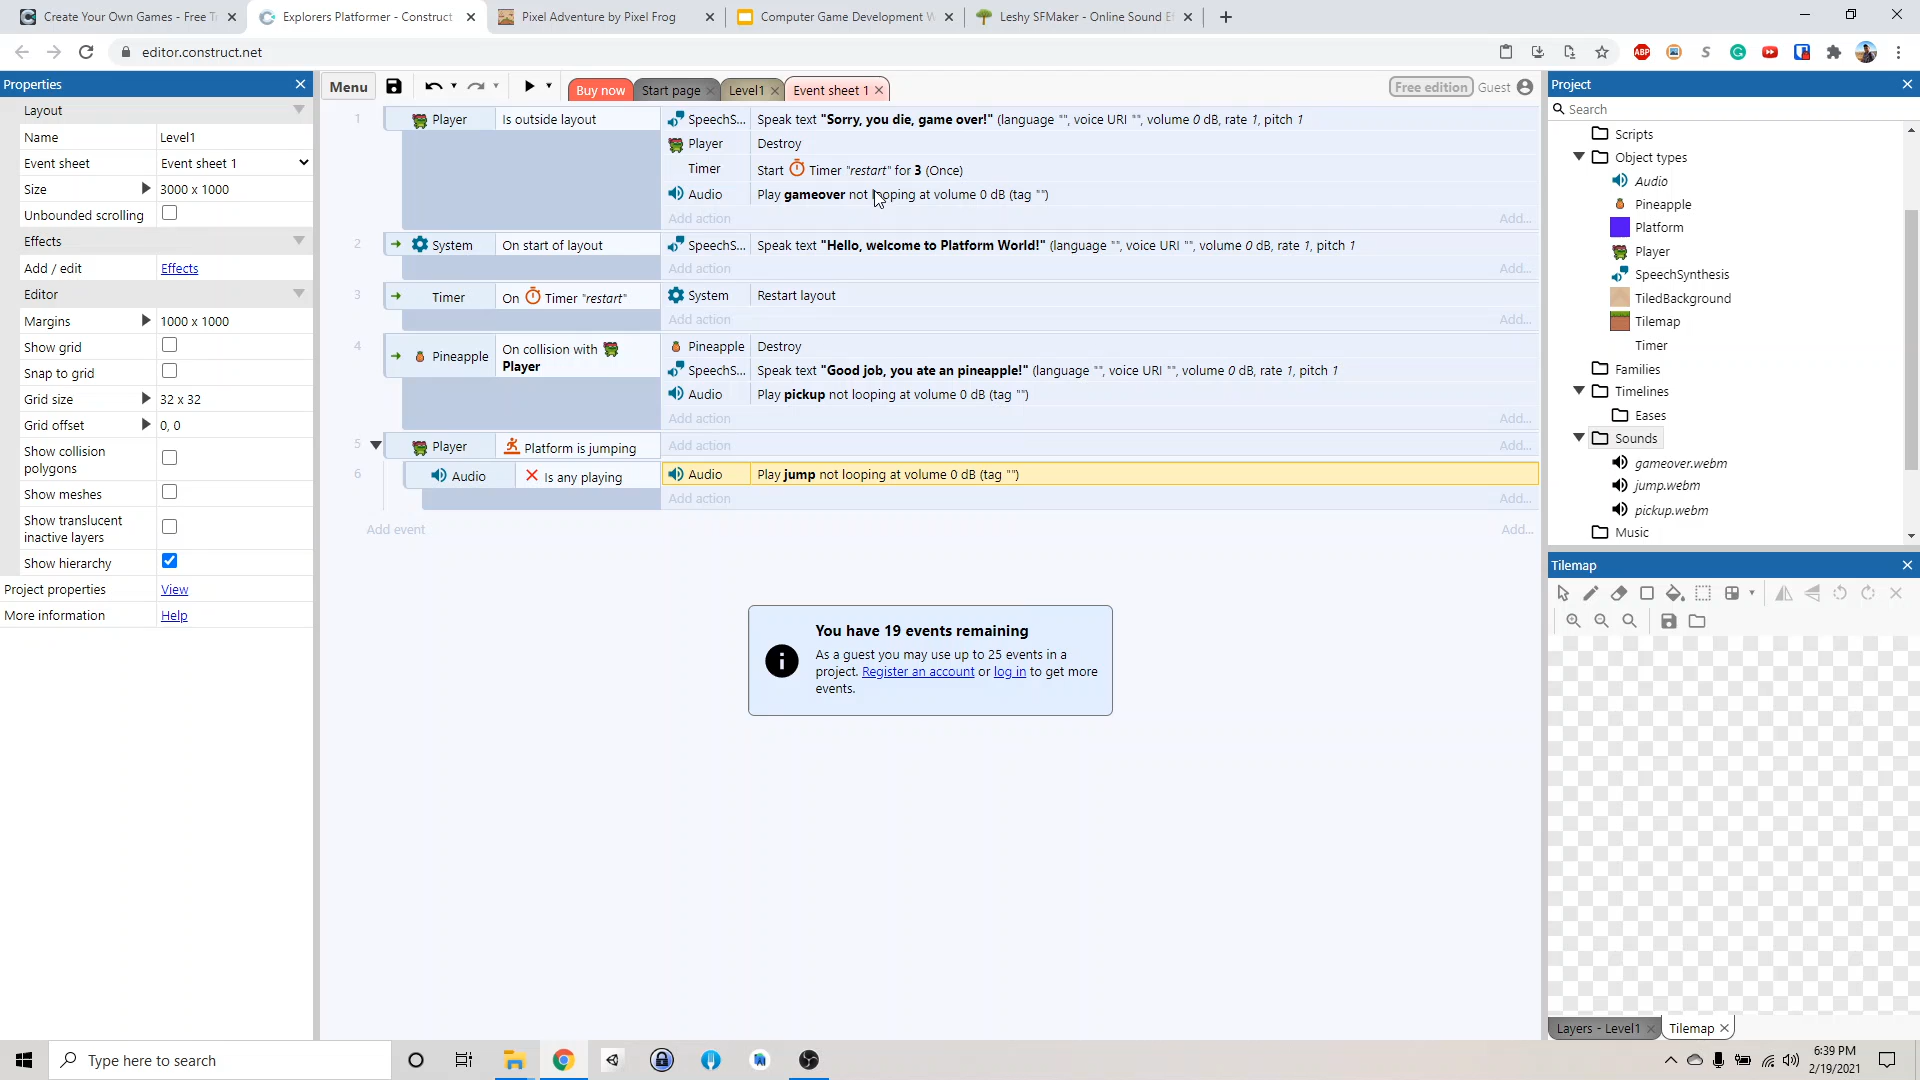 Create Your Own Games - Free Tr
Explorers Platformer - Construct
Pixel Adventure by Pixel Frog
Computer Game Development W
Leshy SFMaker - Online Sound Ef
editor.construct.net
ABP
Properties
Layout
Name Level1
Event sheet Event sheet 1
Size 3000 x 1000
Unbounded scrolling
Effects
Add / edit Effects
Editor
Margins 1000 x 1000
Show grid
Snap to grid
Grid size 32 x 32
Grid offset 0, 0
Show collision
polygons
Show meshes
Show translucent
inactive layers
Show hierarchy
Project properties View
More information Help
Menu
Buy now
Start page
Level1
Event sheet 1
Free edition
Guest
1 Player Is outside layout SpeechS... Speak text "Sorry, you die, game over!" (language "", voice URI "", volume 0 dB, rate 1, pitch 1
Player Destroy
Timer Start Timer "restart" for 3 (Once)
Audio Play gameover not looping at volume 0 dB (tag "")
Add action Add...
2 System On start of layout SpeechS... Speak text "Hello, welcome to Platform World!" (language "", voice URI "", volume 0 dB, rate 1, pitch 1
Add action Add...
3 Timer On Timer "restart" System Restart layout
Add action Add...
4 Pineapple On collision with Player Pineapple Destroy
SpeechS... Speak text "Good job, you ate an pineapple!" (language "", voice URI "", volume 0 dB, rate 1, pitch 1
Audio Play pickup not looping at volume 0 dB (tag "")
Add action Add...
5 Player Platform is jumping Add action Add...
6 Audio Is any playing Audio Play jump not looping at volume 0 dB (tag "")
Add action Add...
Add event Add...
You have 19 events remaining
As a guest you may use up to 25 events in a
project. Register an account or log in to get more
events.
Project
Search
Scripts
Object types
Audio
Pineapple
Platform
Player
SpeechSynthesis
TiledBackground
Tilemap
Timer
Families
Timelines
Eases
Sounds
gameover.webm
jump.webm
pickup.webm
Music
Tilemap
Layers - Level1
Tilemap
Type here to search
6:39 PM
2/19/2021